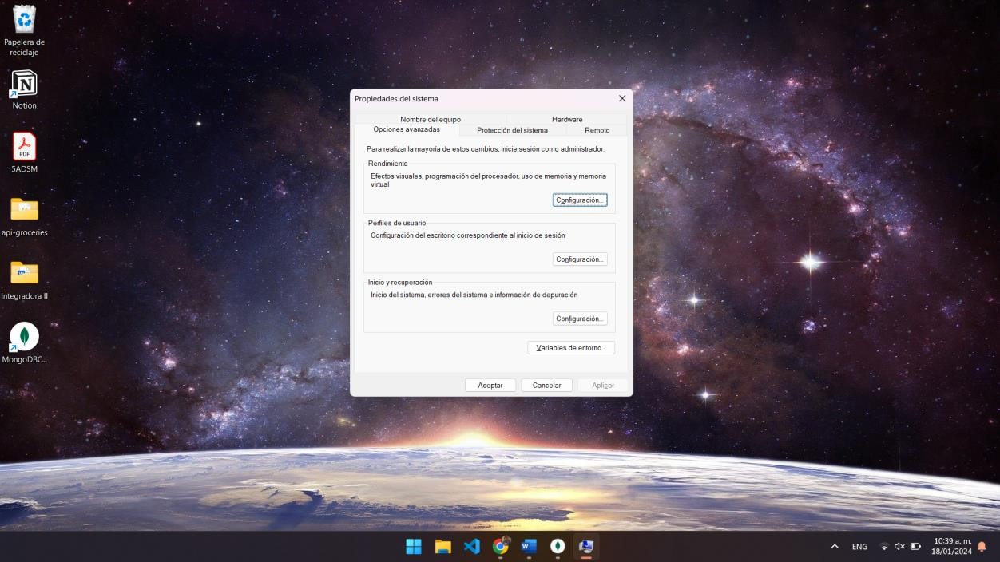 Papelera de
reciclaje
Notion
PDF
5ADSM
api-groceries
Integradora II
MongoDBC...
Propiedades del sistema
Nombre del equipo
Hardware
Opciones avanzadas
Protección del sistema
Remoto
Para realizar la mayoría de estos cambios, inicie sesión como administrador.
Rendimiento
Efectos visuales, programación del procesador, uso de memoria y memoria
virtual
Configuración...
Perfiles de usuario
Configuración del escritorio correspondiente al inicio de sesión
Configuración...
Inicio y recuperación
Inicio del sistema, errores del sistema e información de depuración
Configuración...
Variables de entorno...
Aceptar
Cancelar
Aplicar
ENG
10:39 a. m.
18/01/2024